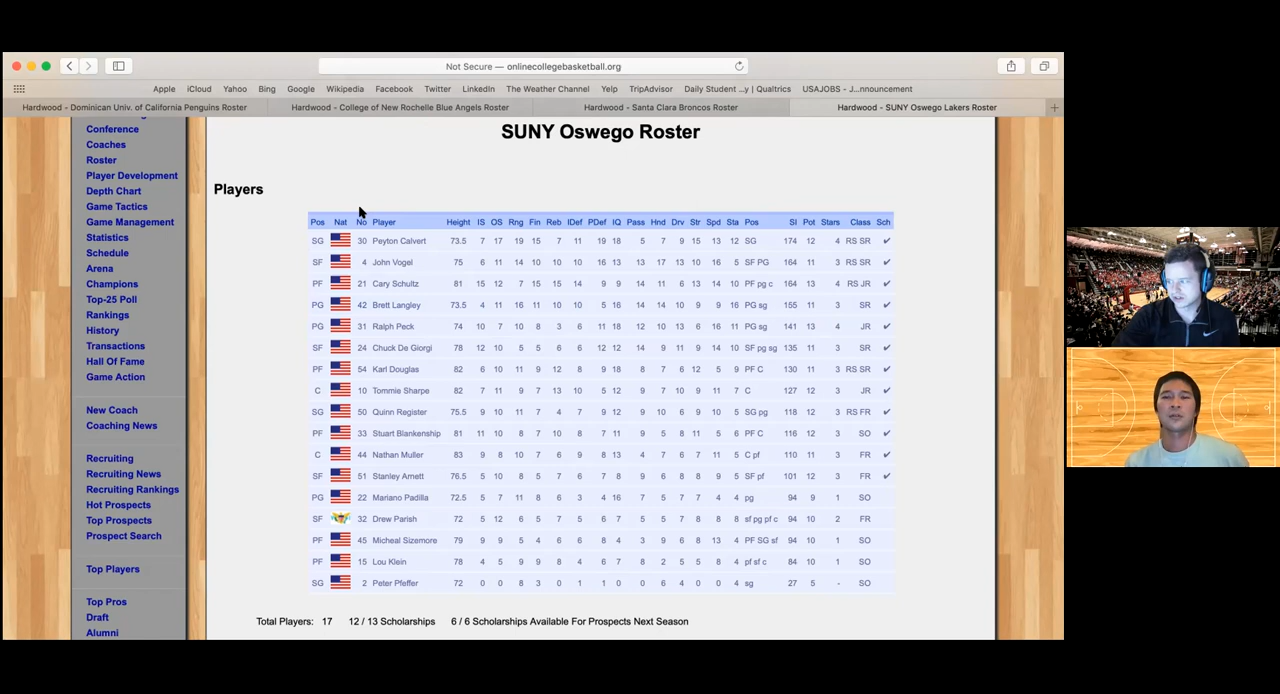 Not Secure — onlinecollegebasketball.org
Apple iCloud Yahoo Bing Google Wikipedia Facebook Twitter LinkedIn The Weather Channel Yelp TripAdvisor Daily Student ...y | Qualtrics USAJOBS - J...nnouncement
Hardwood - Dominican Univ. of California Penguins Roster Hardwood - College of New Rochelle Blue Angels Roster Hardwood - Santa Clara Broncos Roster Hardwood - SUNY Oswego Lakers Roster
Conference
Coaches
Roster
Player Development
Depth Chart
Game Tactics
Game Management
Statistics
Schedule
Arena
Champions
Top-25 Poll
Rankings
History
Transactions
Hall Of Fame
Game Action
New Coach
Coaching News
Recruiting
Recruiting News
Recruiting Rankings
Hot Prospects
Top Prospects
Prospect Search
Top Players
Top Pros
Draft
Alumni
SUNY Oswego Roster
Players
Pos Nat No Player Height IS OS Rng Fin Reb IDef PDef IQ Pass Hnd Drv Str Spd Sta Pos SI Pot Stars Class Sch
SG 30 Peyton Calvert 73.5 7 17 19 15 7 11 19 18 5 7 9 15 13 12 SG 174 12 4 RS SR ✔
SF 4 John Vogel 75 6 11 14 10 10 10 16 13 13 17 13 10 16 5 SF PG 164 11 3 RS SR ✔
PF 21 Cary Schultz 81 15 12 7 15 15 14 9 9 14 11 6 13 14 10 PF pg c 164 13 4 RS JR ✔
PG 42 Brett Langley 73.5 4 11 16 11 10 10 5 16 14 14 10 9 9 16 PG sg 155 11 3 SR ✔
PG 31 Ralph Peck 74 10 7 10 8 3 6 11 18 12 10 13 6 16 11 PG sg 141 13 4 JR ✔
SF 24 Chuck De Giorgi 78 12 10 5 5 8 6 12 12 14 9 11 9 14 10 SF pg sg 135 11 3 SR ✔
PF 54 Karl Douglas 82 6 10 11 9 12 8 9 18 8 7 6 12 5 9 PF C 130 11 3 RS SR ✔
C 10 Tommie Sharpe 82 11 9 7 13 10 5 12 9 7 10 9 11 7 C 127 12 3 JR ✔
SG 50 Quinn Register 75.5 9 10 11 7 4 7 9 12 9 10 6 9 10 5 SG pg 118 12 3 RS FR ✔
PF 33 Stuart Blankenship 81 11 10 8 7 10 8 7 11 9 5 8 11 5 6 PF C 116 12 3 SO ✔
C 44 Nathan Muller 83 9 8 10 7 6 9 8 13 4 7 6 7 11 5 C pf 110 11 3 FR ✔
SF 51 Stanley Arnett 76.5 5 10 8 5 7 6 7 8 9 6 8 8 9 5 SF pf 101 12 3 FR ✔
PG 22 Mariano Padilla 72.5 5 7 11 8 6 3 4 16 7 5 7 7 4 4 pg 94 9 1 SO
SF 32 Drew Parish 72 5 12 6 5 7 5 6 7 5 5 7 8 8 8 sf pg pf c 94 10 2 FR
PF 45 Micheal Sizemore 79 9 9 5 4 6 6 8 4 3 9 6 8 13 4 PF SG sf 94 10 1 SO
PF 15 Lou Klein 78 4 5 9 9 8 4 6 7 8 2 5 5 8 4 pf sf c 84 10 1 SO
SG 2 Peter Pfeffer 72 0 0 8 3 0 1 1 0 0 6 4 0 0 4 sg 27 5 - SO
Total Players: 17 12 / 13 Scholarships 6 / 6 Scholarships Available For Prospects Next Season